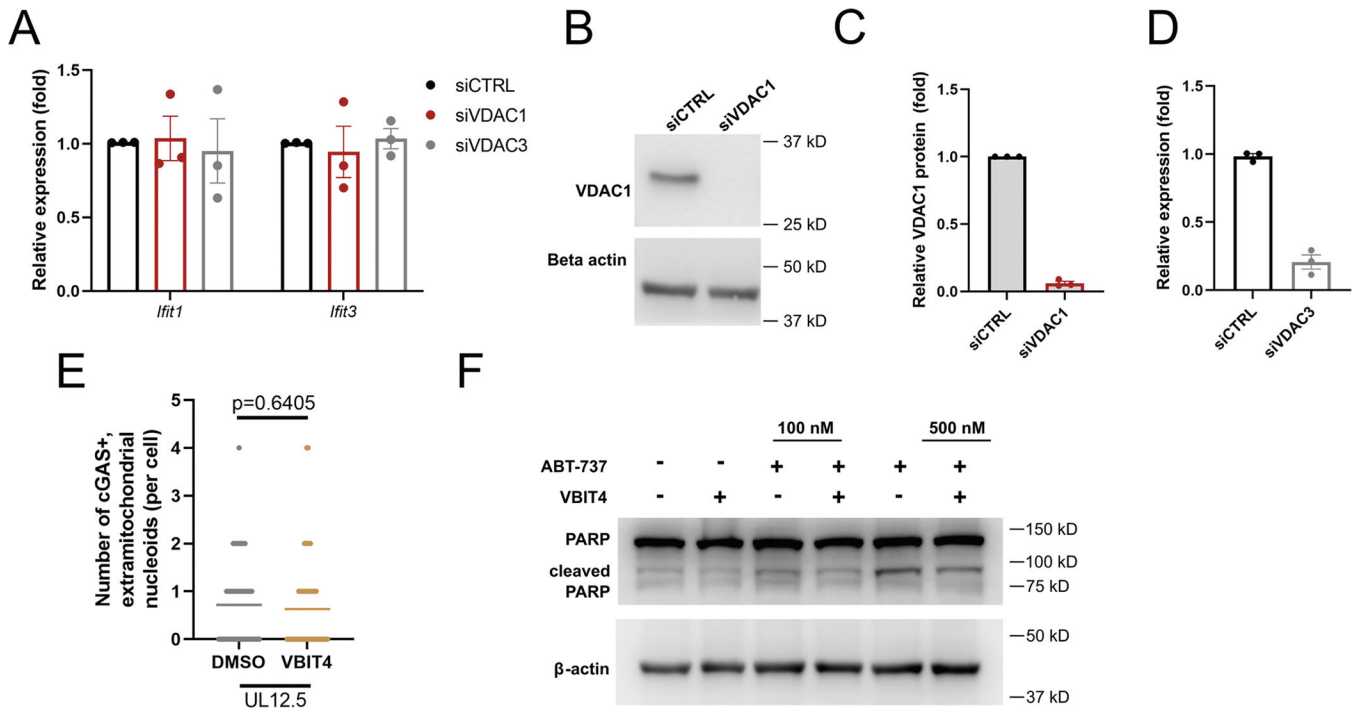 A
Relative expression (fold)
1.5
1.0
0.5
0.0
Ifit1
Ifit3
siCTRL
siVDAC1
siVDAC3
B
siCTRL
siVDAC1
VDAC1
37 kD
25 kD
Beta actin
50 kD
37 kD
C
Relative VDAC1 protein (fold)
1.5
1.0
0.5
0.0
siCTRL
siVDAC1
D
Relative expression (fold)
1.5
1.0
0.5
0.0
siCTRL
siVDAC3
E
Number of cGAS+,
extramitochondrial
nucleoids (per cell)
5
4
3
2
1
0
p=0.6405
DMSO
VBIT4
UL12.5
F
100 nM
500 nM
ABT-737 - - + + + +
VBIT4 - + - + - +
PARP
cleaved
PARP
150 kD
100 kD
75 kD
β-actin
50 kD
37 kD